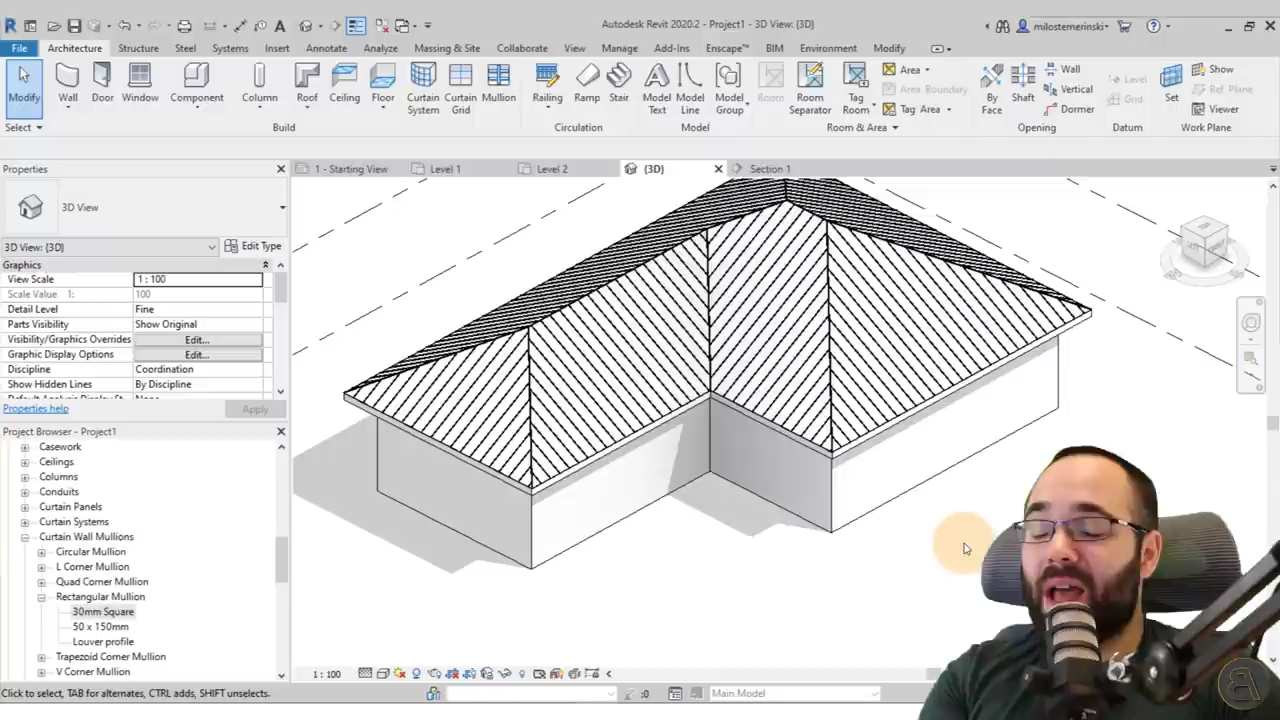 Autodesk Revit 2020.2 - Project1 - 3D View: {3D}
milostemerinski
File Architecture Structure Steel Systems Insert Annotate Analyze Massing & Site Collaborate View Manage Add-Ins Enscape™ BIM Environment Modify
Modify Wall Door Window Component Column Roof Ceiling Floor Curtain System Curtain Grid Mullion Railing Ramp Stair Model Text Model Line Model Group Room Room Separator Tag Room Area Area Boundary Tag Area By Face Shaft Wall Vertical Dormer Level Grid Set Show Ref Plane Viewer
Select Build Circulation Model Room & Area Opening Datum Work Plane
Properties
1 - Starting View Level 1 Level 2 {3D} Section 1
3D View
3D View: {3D} Edit Type
Graphics
View Scale 1 : 100
Scale Value 1: 100
Detail Level Fine
Parts Visibility Show Original
Visibility/Graphics Overrides Edit...
Graphic Display Options Edit...
Discipline Coordination
Show Hidden Lines By Discipline
Properties help Apply
Project Browser - Project1
Casework
Ceilings
Columns
Conduits
Curtain Panels
Curtain Systems
Curtain Wall Mullions
Circular Mullion
L Corner Mullion
Quad Corner Mullion
Rectangular Mullion
30mm Square
50 x 150mm
Louver profile
Trapezoid Corner Mullion
V Corner Mullion
1 : 100
Click to select, TAB for alternates, CTRL adds, SHIFT unselects.
:0
Main Model